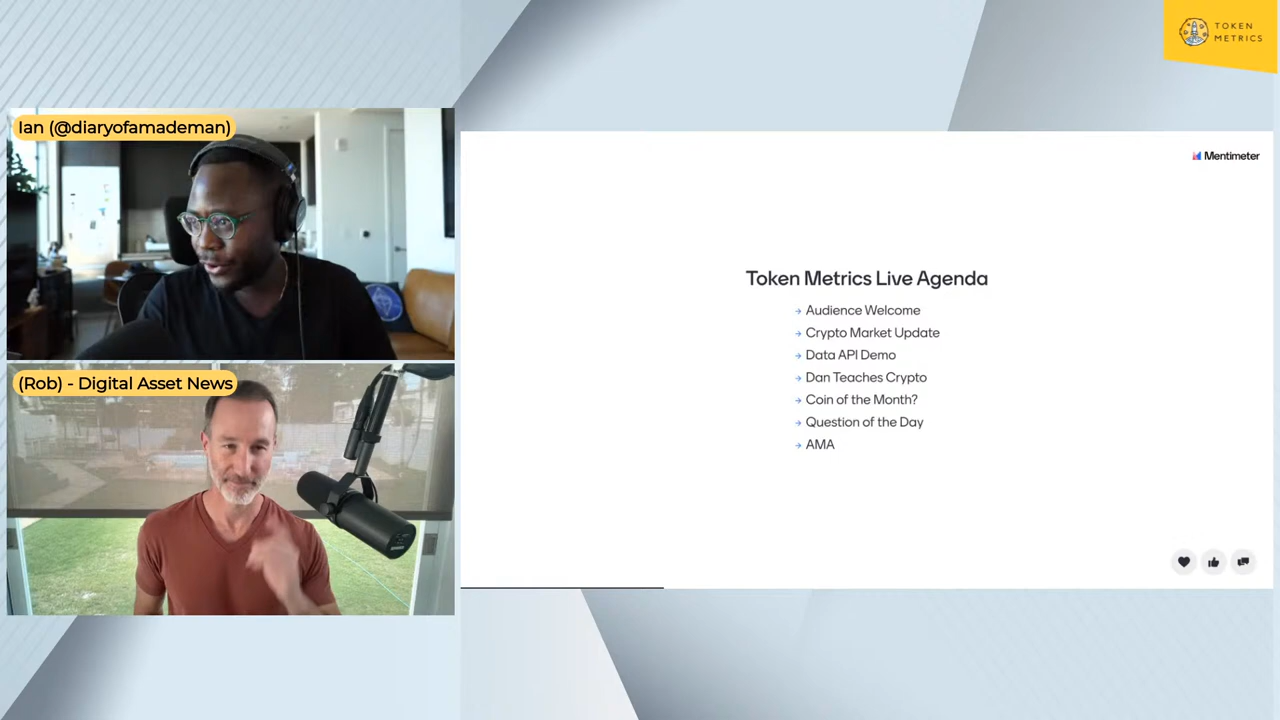 TOKEN
METRICS
Ian (@diaryofamademan)
(Rob) - Digital Asset News
Mentimeter
Token Metrics Live Agenda
→ Audience Welcome
→ Crypto Market Update
→ Data API Demo
→ Dan Teaches Crypto
→ Coin of the Month?
→ Question of the Day
→ AMA